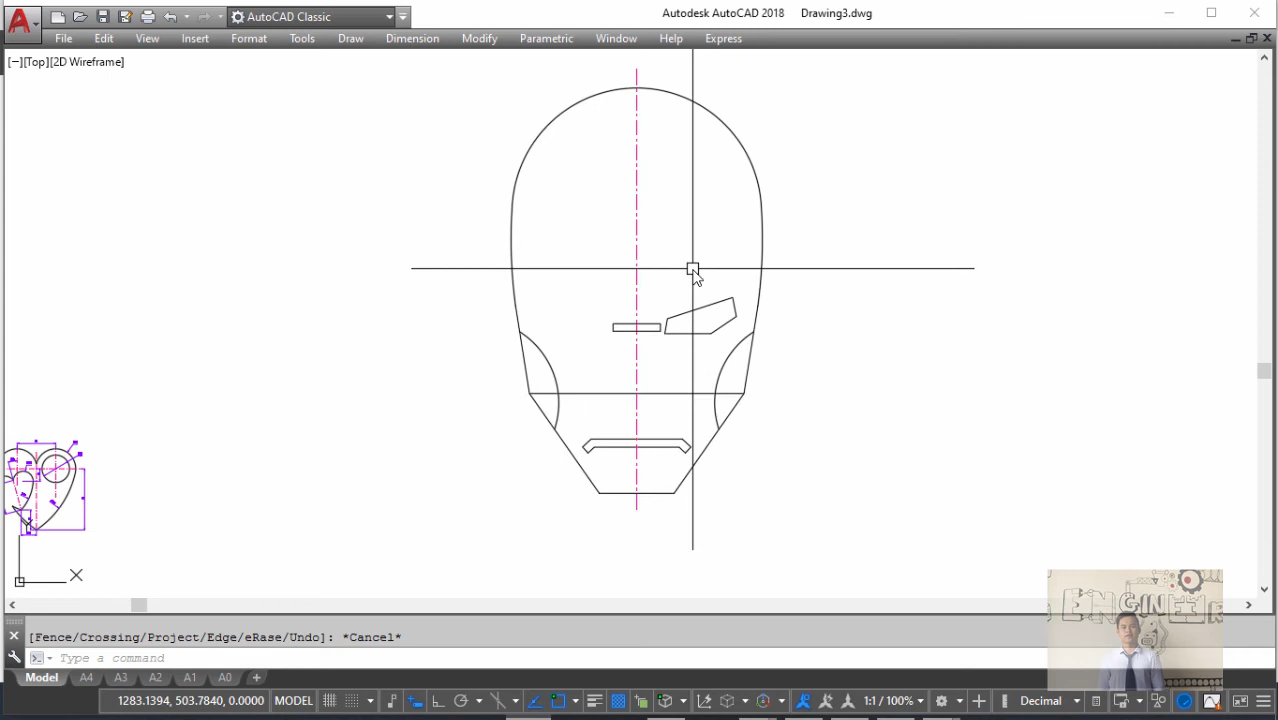 AutoCAD Classic
Autodesk AutoCAD 2018 Drawing3.dwg
File Edit View Insert Format Tools Draw Dimension Modify Parametric Window Help Express
[−][Top][2D Wireframe]
X
[Fence/Crossing/Project/Edge/eRase/Undo]: *Cancel*
Type a command
Model A4 A3 A2 A1 A0 +
1283.1394, 503.7840, 0.0000 MODEL 1:1 / 100% Decimal